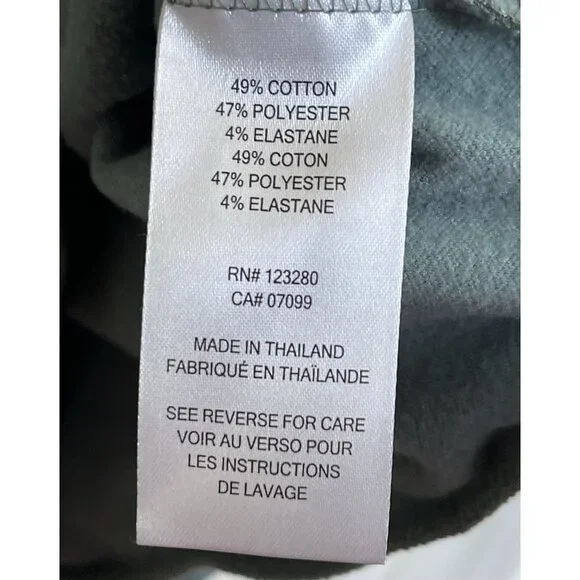 49% COTTON
47% POLYESTER
4% ELASTANE
49% COTON
47% POLYESTER
4% ELASTANE
RN# 123280
CA# 07099
MADE IN THAILAND
FABRIQUÉ EN THAÏLANDE
SEE REVERSE FOR CARE
VOIR AU VERSO POUR
LES INSTRUCTIONS
DE LAVAGE